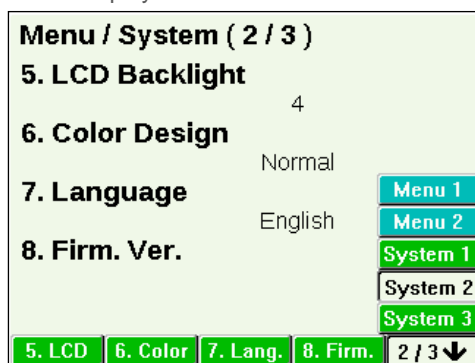 Menu / System ( 2 / 3 )
5. LCD Backlight
4
6. Color Design
Normal
7. Language
English
8. Firm. Ver.
Menu 1
Menu 2
System 1
System 2
System 3
5. LCD 6. Color 7. Lang. 8. Firm. 2 / 3 ↓